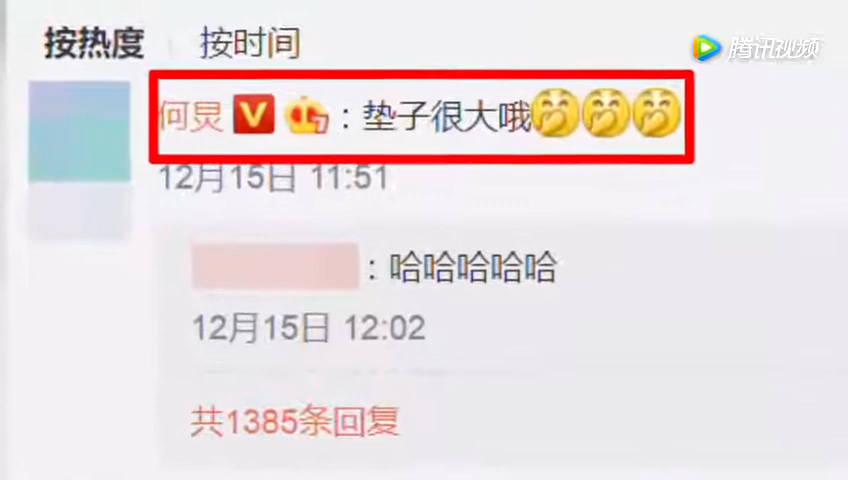 按热度 按时间
腾讯视频
何炅 V 7 : 垫子很大哦
12月15日 11:51
: 哈哈哈哈哈
12月15日 12:02
共1385条回复